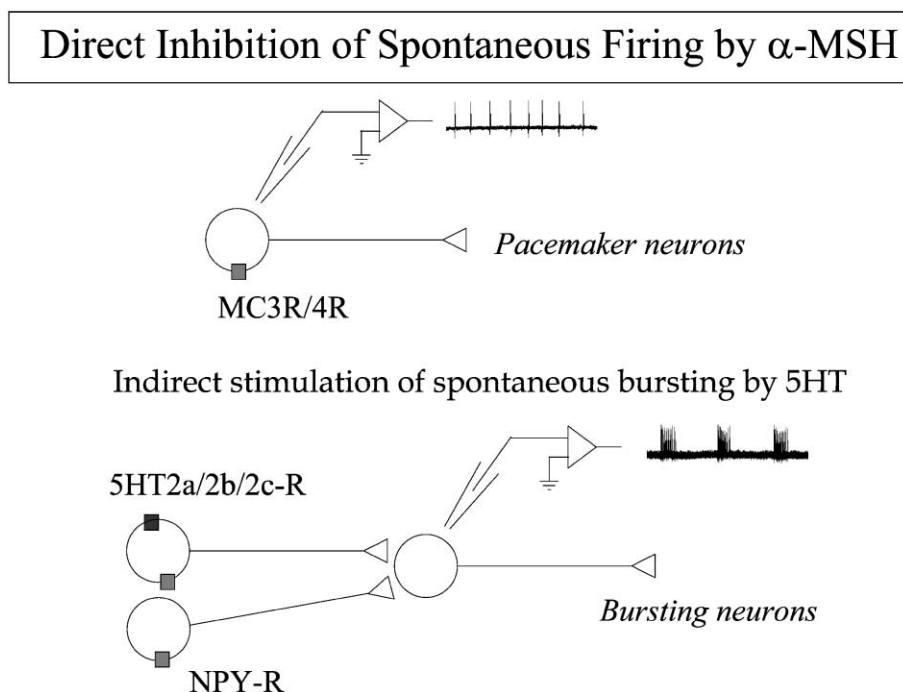 Direct Inhibition of Spontaneous Firing by α-MSH
Pacemaker neurons
MC3R/4R
Indirect stimulation of spontaneous bursting by 5HT
5HT2a/2b/2c-R
Bursting neurons
NPY-R